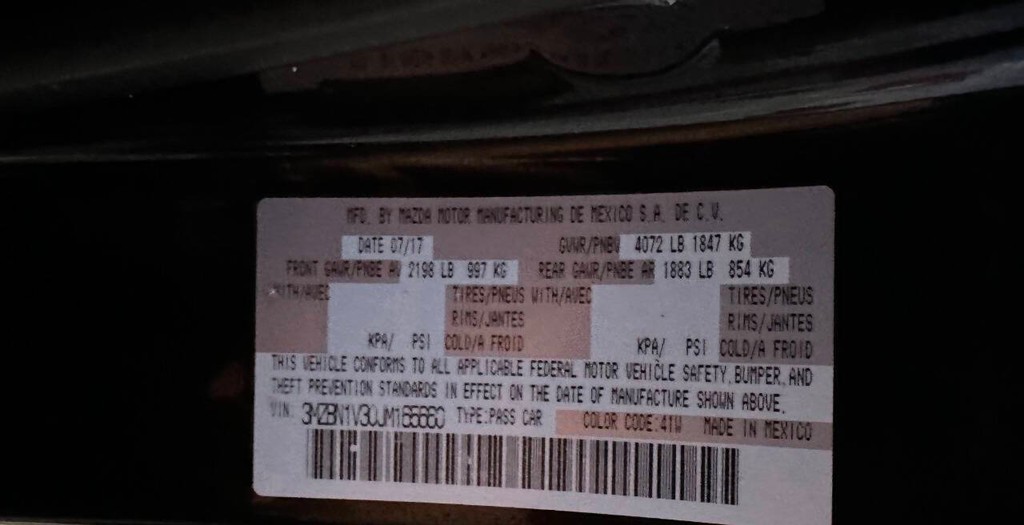 MFD. BY MAZDA MOTOR MANUFACTURING DE MEXICO S.A. DE C.V.
DATE 07/17 GVWR/PNBV 4072 LB 1847 KG
FRONT GAWR/PNBE AV 2198 LB 997 KG REAR GAWR/PNBE AR 1883 LB 854 KG
WITH/AVEC TIRES/PNEUS WITH/AVEC TIRES/PNEUS
RIMS/JANTES RIMS/JANTES
KPA/ PSI COLD/A FROID KPA/ PSI COLD/A FROID
THIS VEHICLE CONFORMS TO ALL APPLICABLE FEDERAL MOTOR VEHICLE SAFETY,BUMPER,AND
THEFT PREVENTION STANDARDS IN EFFECT ON THE DATE OF MANUFACTURE SHOWN ABOVE.
VIN: TYPE:PASS CAR COLOR CODE:41W MADE IN MEXICO